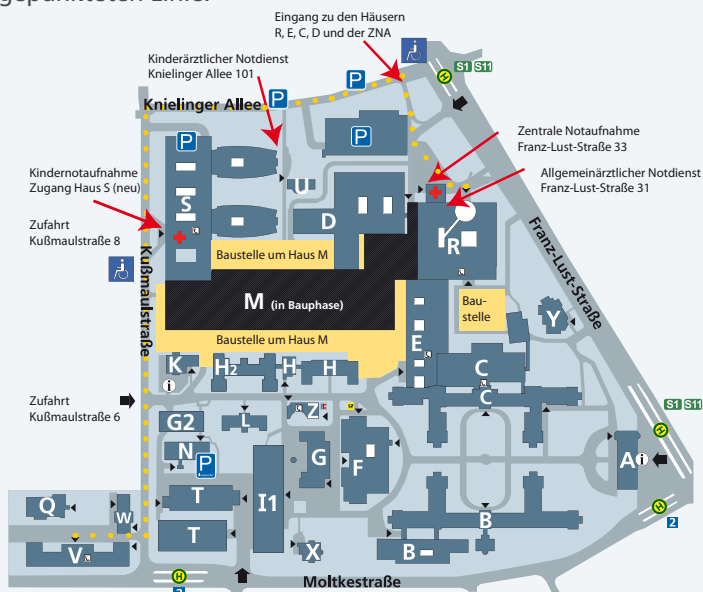 gepunkteten Linie.
Eingang zu den Häusern
R, E, C, D und der ZNA
Kinderärztlicher Notdienst
Knielinger Allee 101
S1 S11
H
P
P
Knielinger Allee
P
P
Zentrale Notaufnahme
Franz-Lust-Straße 33
Kindernotaufnahme
Zugang Haus S (neu)
Allgemeinärztlicher Notdienst
Franz-Lust-Straße 31
U
S
D
R
Zufahrt
Kußmaulstraße 8
Franz-Lust-Straße
Kußmaulstraße
Baustelle um Haus M
M (in Bauphase)
Bau-
stelle
Y
Baustelle um Haus M
E
K
H2
H
H
C
i
C
Zufahrt
Kußmaulstraße 6
Z
S1 S11
H
G2
L
N
P
G
F
A
i
T
I1
Q
W
H
2
B
T
V
X
B
H
Moltkestraße